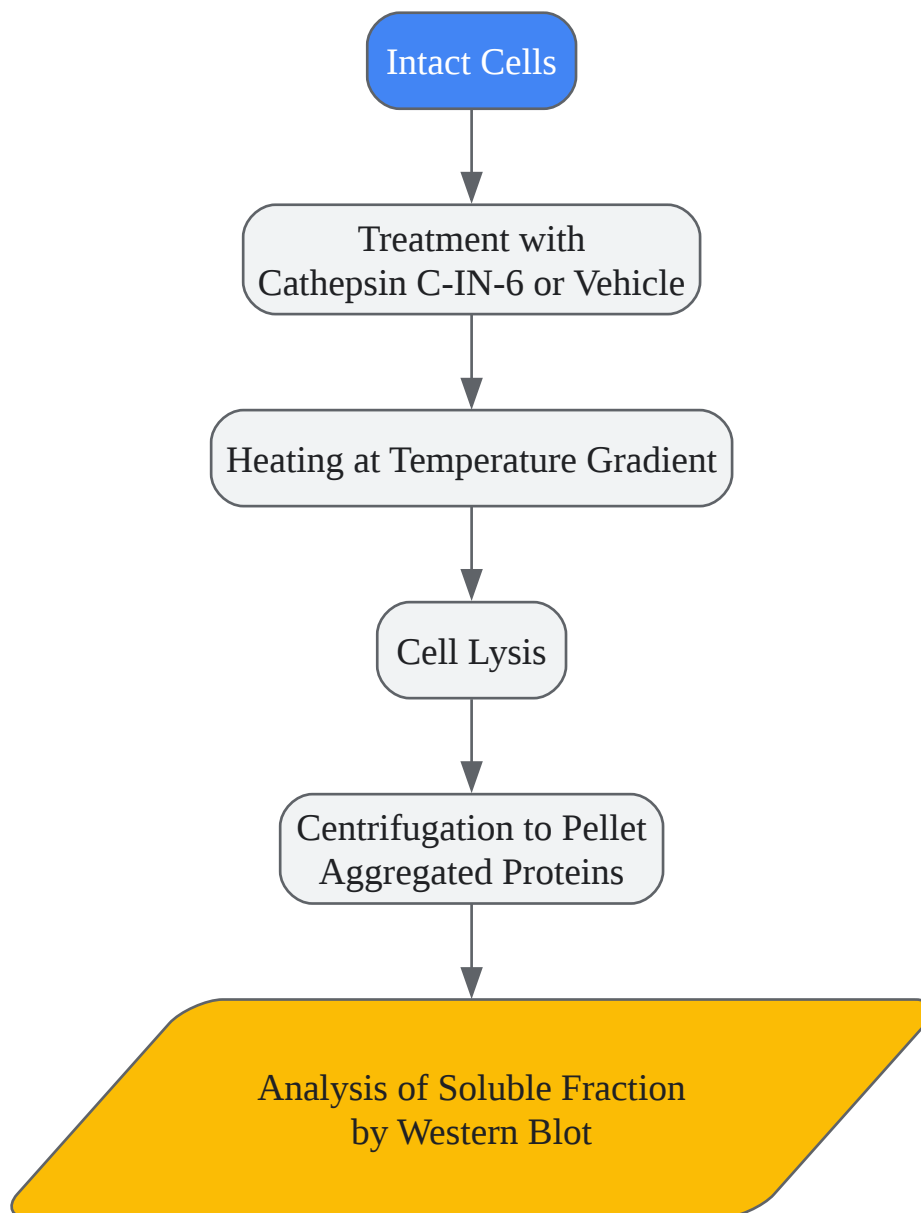 Intact Cells
Treatment with
Cathepsin C-IN-6 or Vehicle
Heating at Temperature Gradient
Cell Lysis
Centrifugation to Pellet
Aggregated Proteins
Analysis of Soluble Fraction
by Western Blot